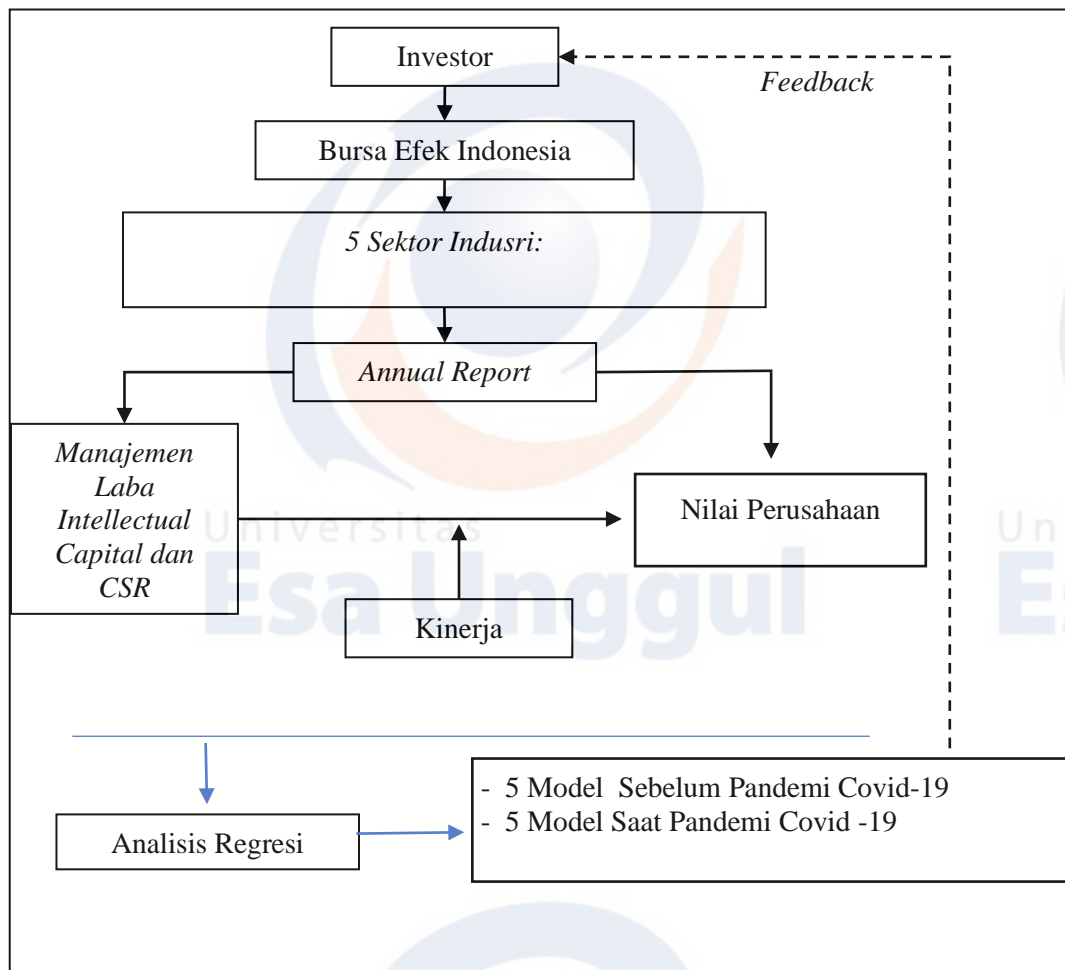 Investor
Feedback
Bursa Efek Indonesia
5 Sektor Indusri:
Annual Report
Manajemen
Laba
Intellectual
Capital dan
CSR
Nilai Perusahaan
Universitas
Esa Unggul
Un
Es
Kinerja
- 5 Model Sebelum Pandemi Covid-19
- 5 Model Saat Pandemi Covid -19
Analisis Regresi